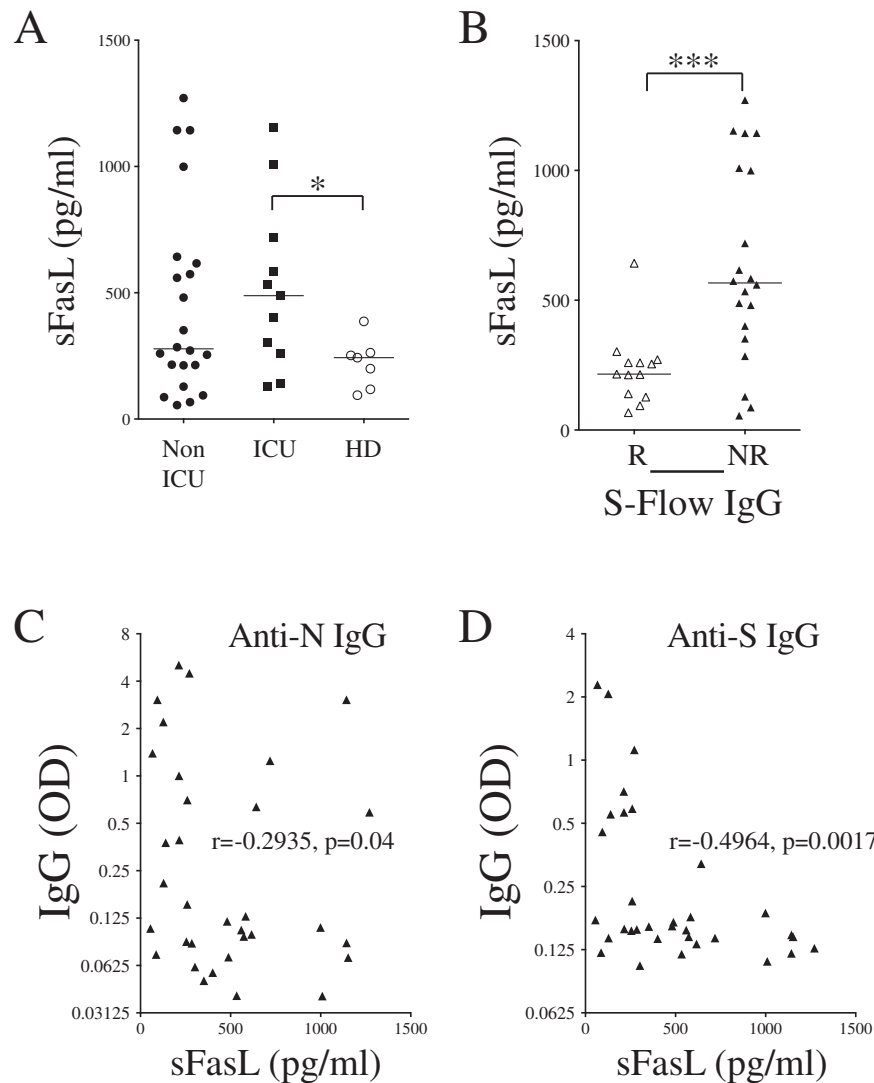 A
1500
1000
500
0
sFasL (pg/ml)
*
Non
ICU
ICU
HD
B
1500
1000
500
0
sFasL (pg/ml)
***
R
NR
S-Flow IgG
C
Anti-N IgG
8
4
2
1
0.5
0.25
0.125
0.0625
0.03125
IgG (OD)
r=-0.2935, p=0.04
0
500
1000
1500
sFasL (pg/ml)
D
Anti-S IgG
4
2
1
0.5
0.25
0.125
0.0625
IgG (OD)
r=-0.4964, p=0.0017
0
500
1000
1500
sFasL (pg/ml)